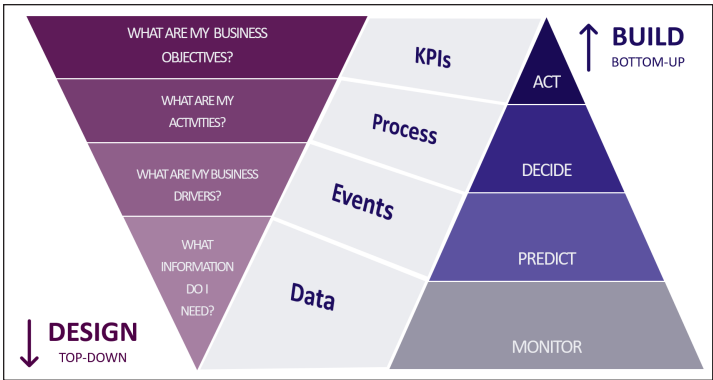 WHAT ARE MY BUSINESS
OBJECTIVES?
WHAT ARE MY
ACTIVITIES?
WHAT ARE MY BUSINESS
DRIVERS?
WHAT
INFORMATION
DO I
NEED?
DESIGN
TOP-DOWN
KPIs
Process
Events
Data
BUILD
BOTTOM-UP
ACT
DECIDE
PREDICT
MONITOR